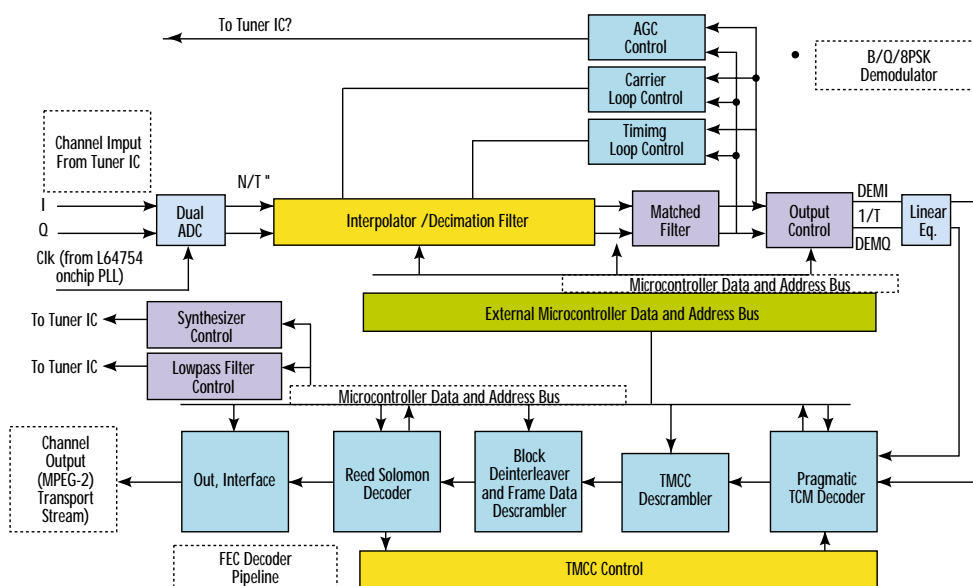 To Tuner IC?
AGC
Control
B/Q/8PSK
Demodulator
Carrier
Loop Control
Channel Imput
From Tuner IC
Timimg
Loop Control
N/T "
I
Q
Dual
ADC
Interpolator /Decimation Filter
Matched
Filter
Output
Control
DEMI
1/T
DEMQ
Linear
Eq.
Clk (from L64754
onchip PLL)
Microcontroller Data and Address Bus
External Microcontroller Data and Address Bus
To Tuner IC
Synthesizer
Control
To Tuner IC
Lowpass Filter
Control
Microcontroller Data and Address Bus
Channel
Output
(MPEG-2)
Transport
Stream)
Out, Interface
Reed Solomon
Decoder
Block
Deinterleaver
and Frame Data
Descrambler
TMCC
Descrambler
Pragmatic
TCM Decoder
FEC Decoder
Pipeline
TMCC Control